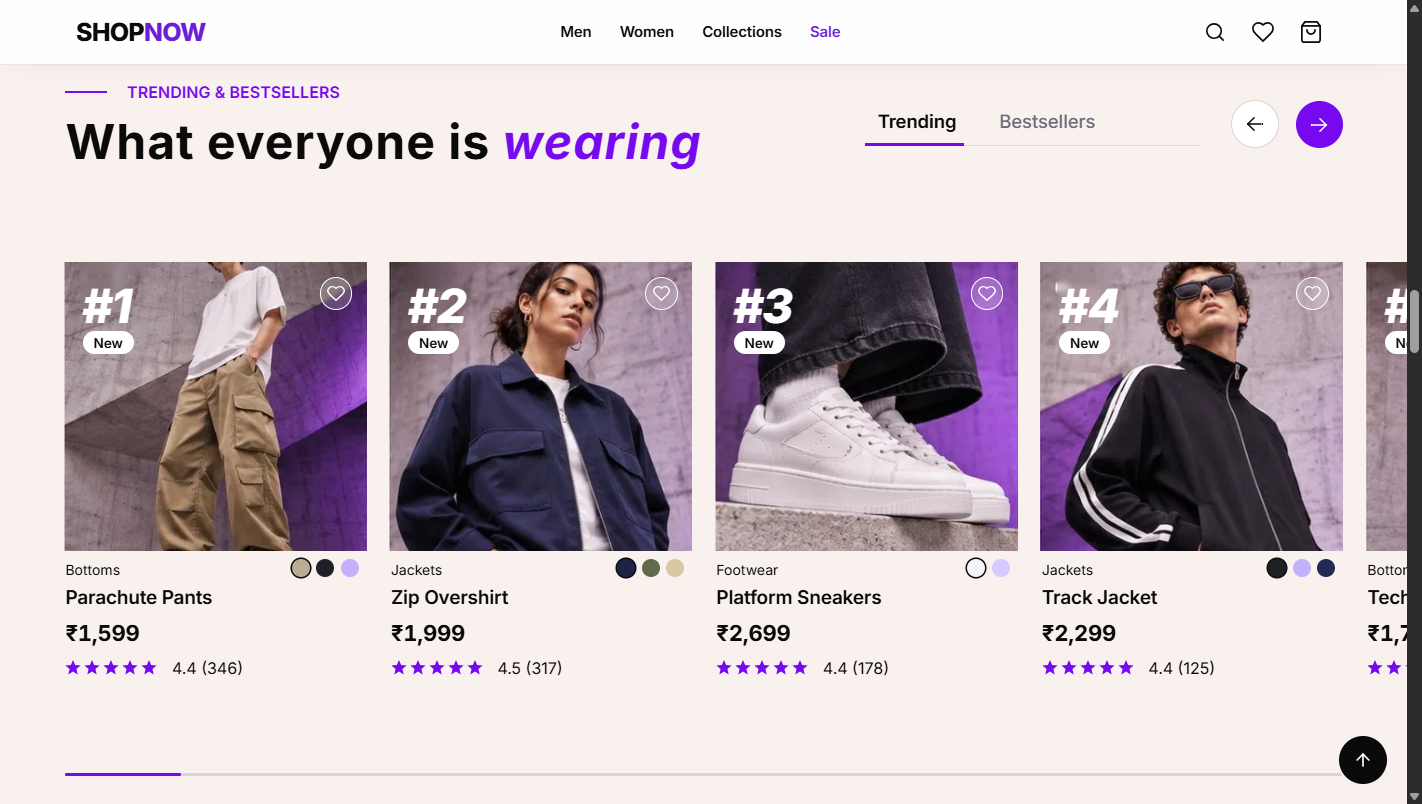 SHOPNOW
Men Women Collections Sale
TRENDING & BESTSELLERS
What everyone is wearing
Trending Bestsellers
#1
New
#2
New
#3
New
#4
New
Bottoms
Parachute Pants
₹1,599
4.4 (346)
Jackets
Zip Overshirt
₹1,999
4.5 (317)
Footwear
Platform Sneakers
₹2,699
4.4 (178)
Jackets
Track Jacket
₹2,299
4.4 (125)